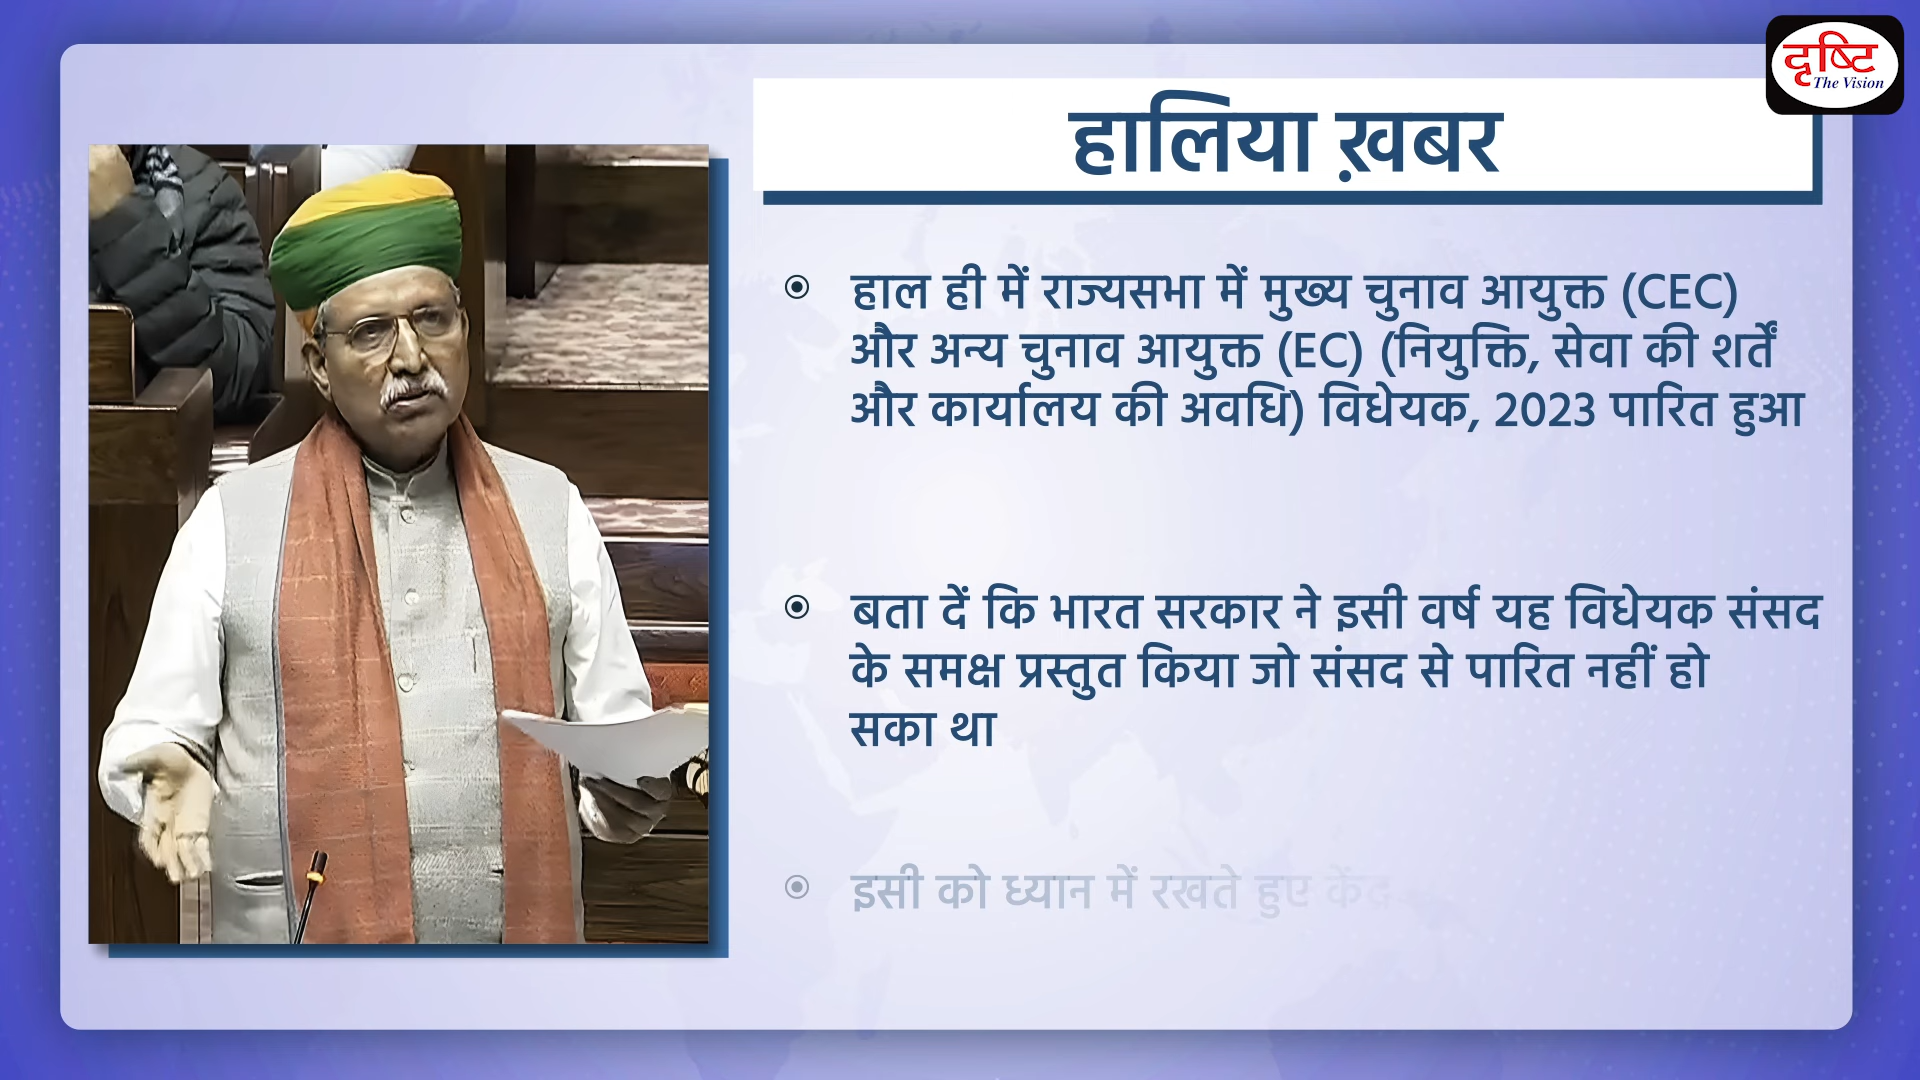 दृष्टि
The Vision
हालिया ख़बर
हाल ही में राज्यसभा में मुख्य चुनाव आयुक्त (CEC)
और अन्य चुनाव आयुक्त (EC) (नियुक्ति, सेवा की शर्तें
और कार्यालय की अवधि) विधेयक, 2023 पारित हुआ
बता दें कि भारत सरकार ने इसी वर्ष यह विधेयक संसद
के समक्ष प्रस्तुत किया जो संसद से पारित नहीं हो
सका था
इसी को ध्यान में रखते हुए